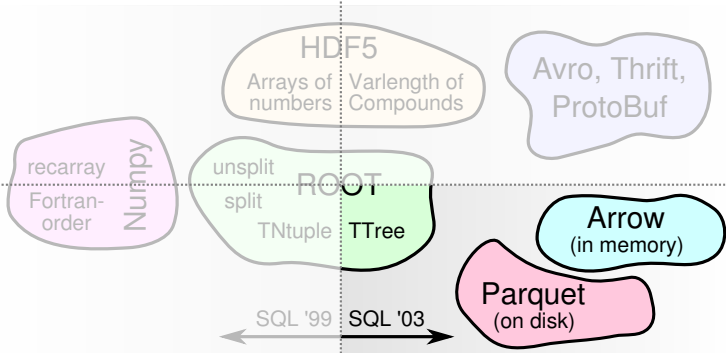 HDF5
Arrays of
numbers
Varlength of
Compounds
Avro, Thrift,
ProtoBuf
recarray
Fortran-
order
Numpy
unsplit
split
ROOT
TNtuple
TTree
Arrow
(in memory)
Parquet
(on disk)
SQL '99
SQL '03